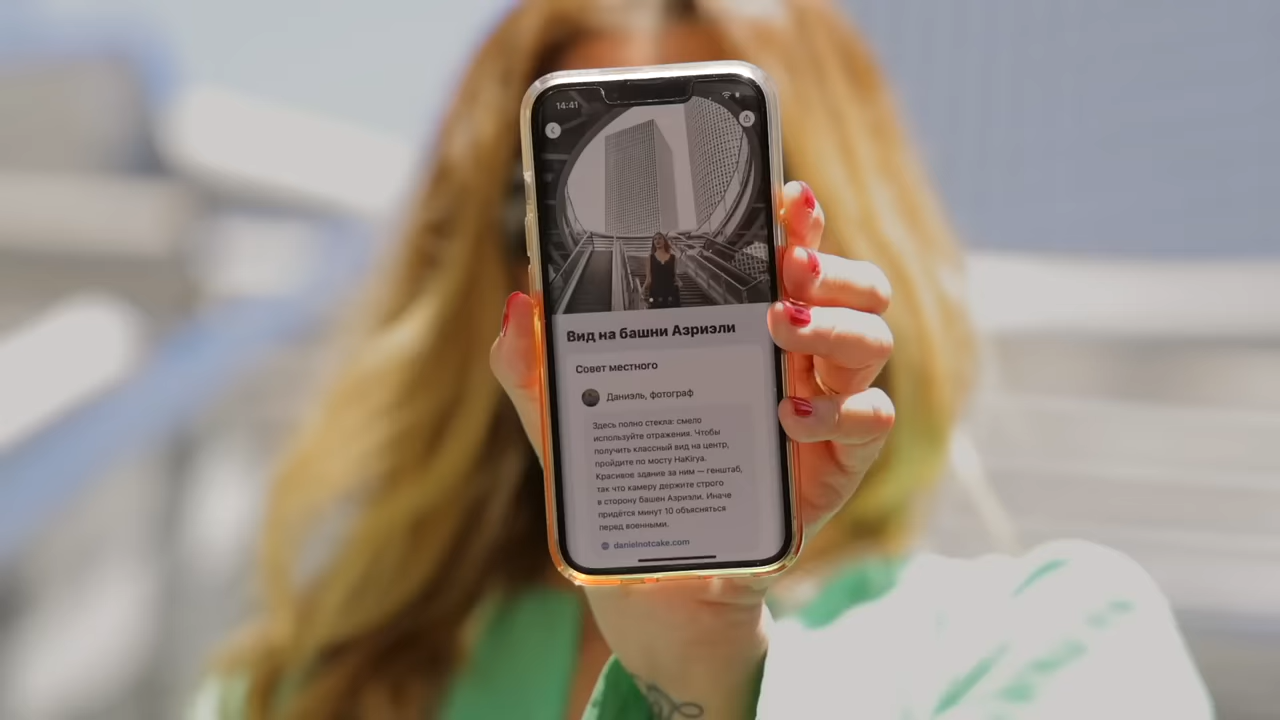 14:41
Вид на башни Азриэли
Совет местного
Даниэль, фотограф
Здесь полно стекла: смело
используйте отражения. Чтобы
получить классный вид на центр,
пройдите по мосту HaKirya.
Красивое здание за ним — генштаб,
так что камеру держите строго
в сторону башен Азриэли. Иначе
придётся минут 10 объясняться
перед военными.
danielnotcake.com